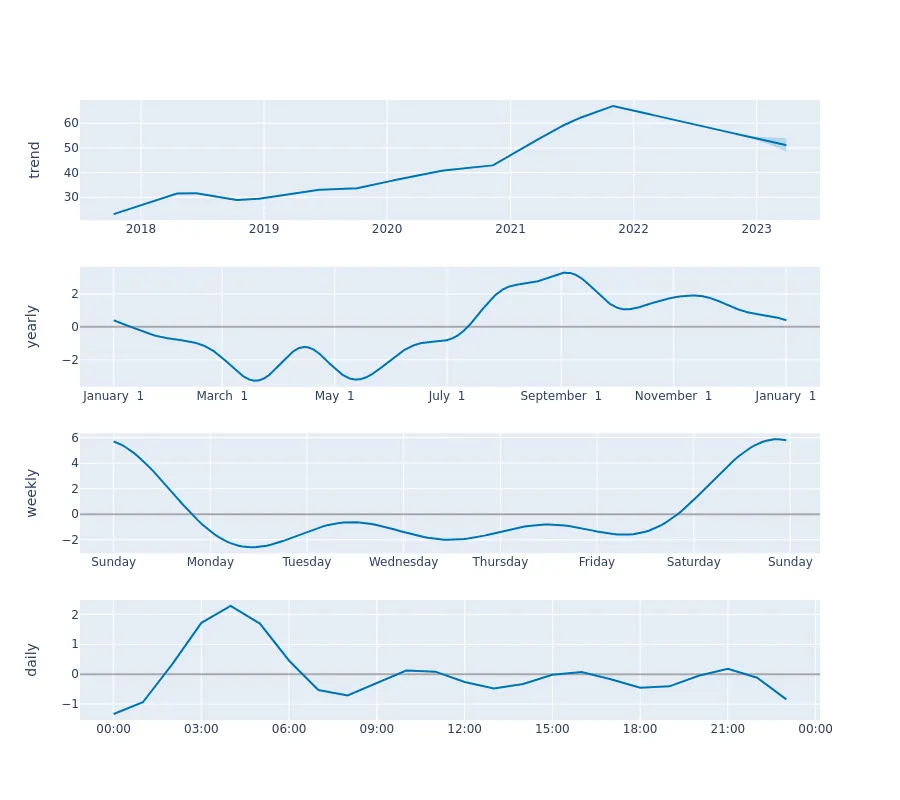 trend
60
50
40
30
2018 2019 2020 2021 2022 2023
yearly
2
0
−2
January 1 March 1 May 1 July 1 September 1 November 1 January 1
weekly
6
4
2
0
−2
Sunday Monday Tuesday Wednesday Thursday Friday Saturday Sunday
daily
2
1
0
−1
00:00 03:00 06:00 09:00 12:00 15:00 18:00 21:00 00:00